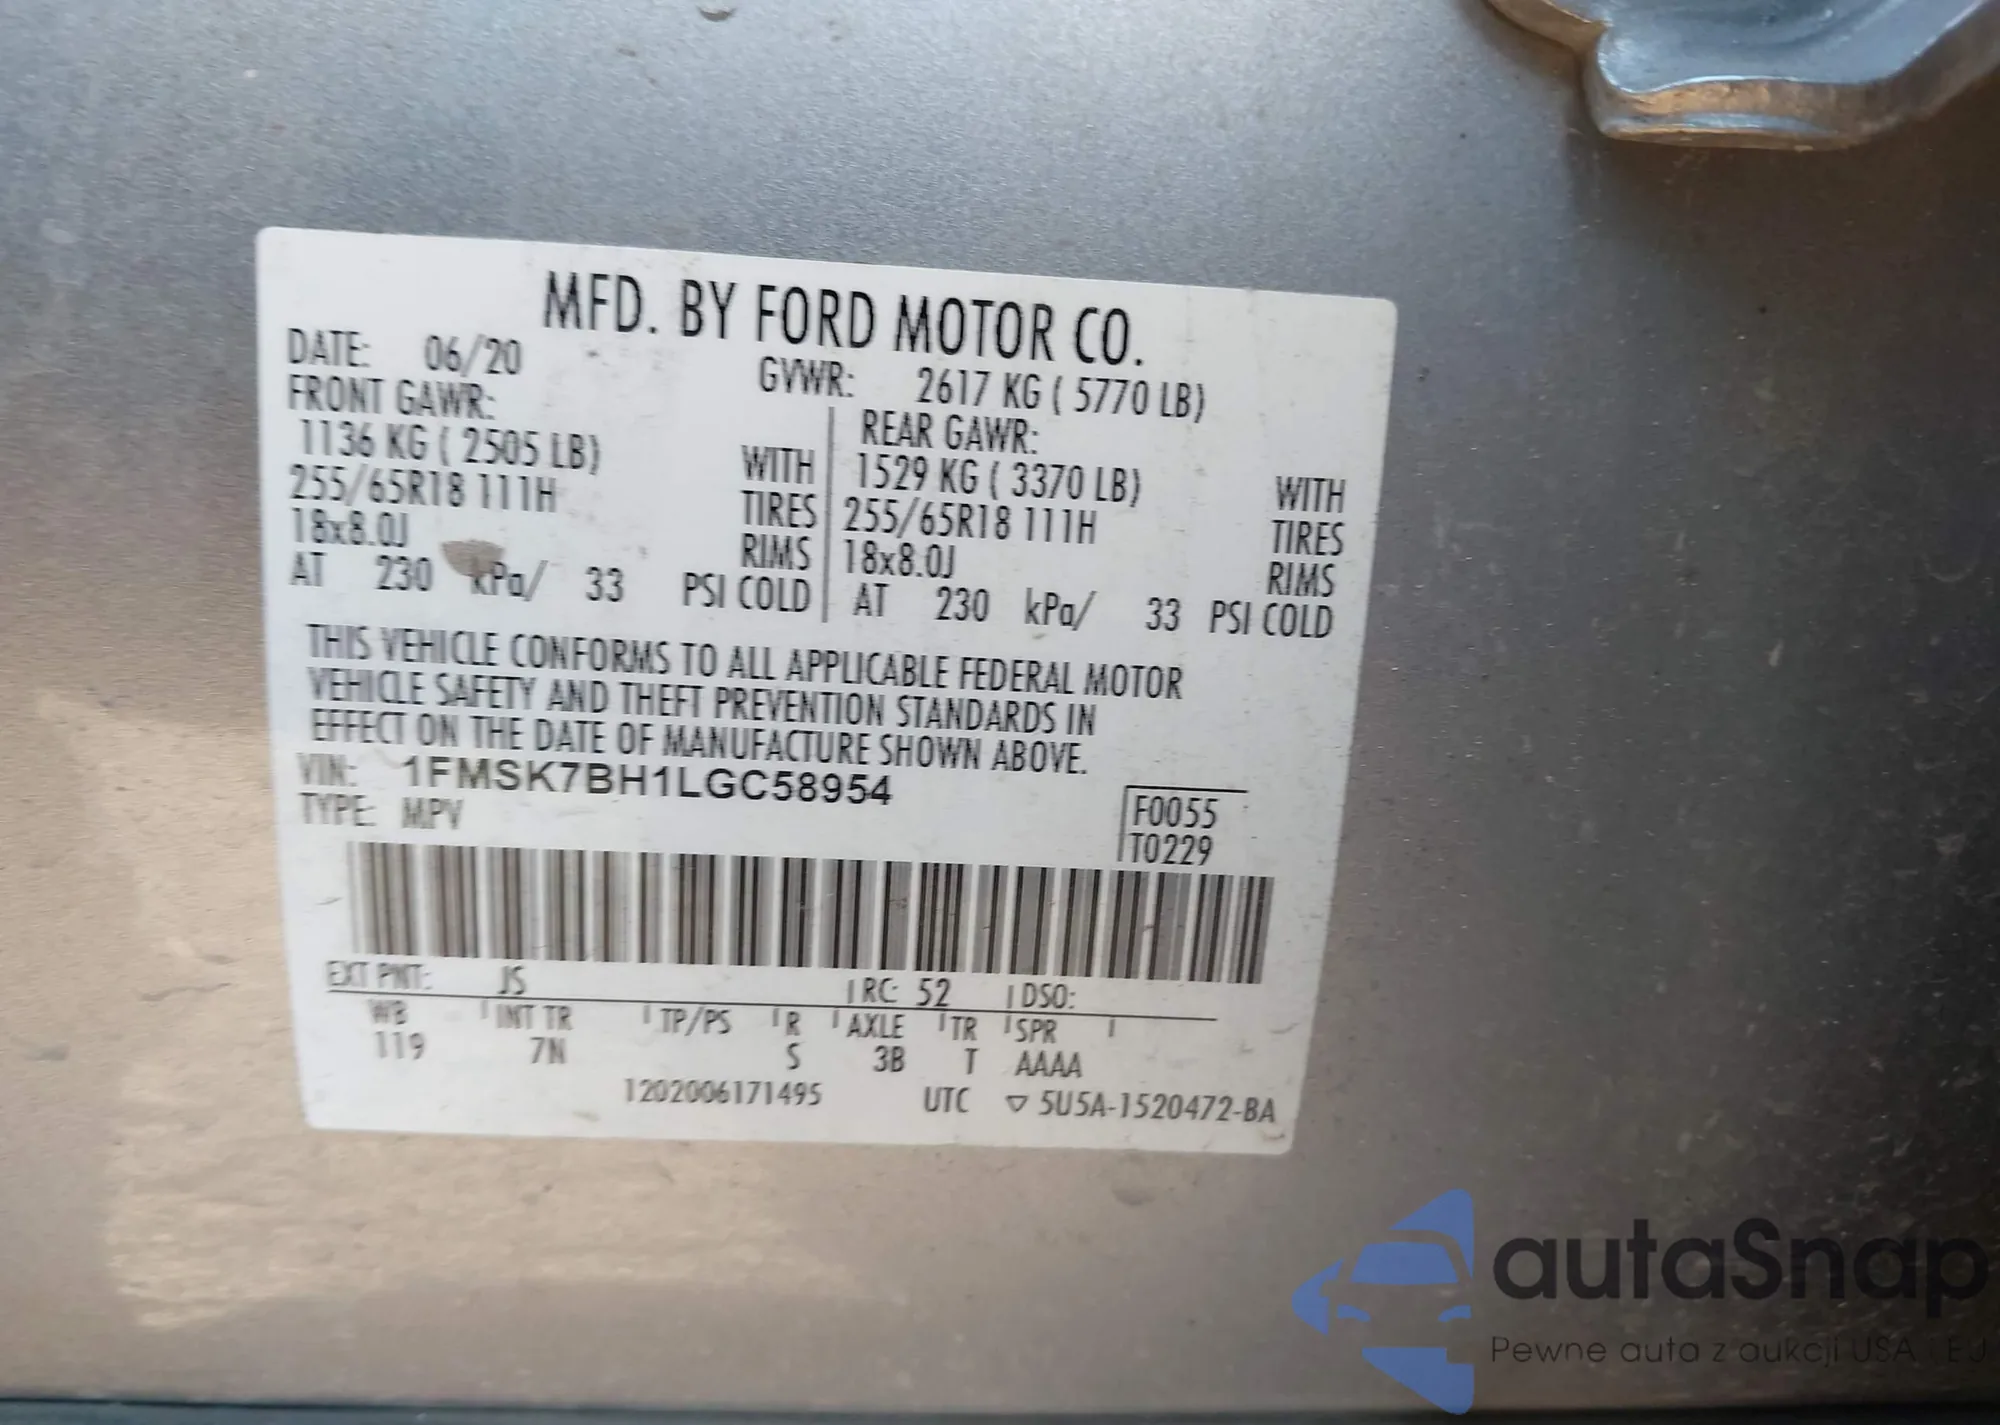 MFD. BY FORD MOTOR CO.
DATE: 06/20 GVWR: 2617 KG ( 5770 LB)
FRONT GAWR: REAR GAWR:
1136 KG ( 2505 LB) WITH 1529 KG ( 3370 LB) WITH
255/65R18 111H TIRES 255/65R18 111H TIRES
18x8.0J RIMS 18x8.0J RIMS
AT 230 kPa/ 33 PSI COLD AT 230 kPa/ 33 PSI COLD
THIS VEHICLE CONFORMS TO ALL APPLICABLE FEDERAL MOTOR
VEHICLE SAFETY AND THEFT PREVENTION STANDARDS IN
EFFECT ON THE DATE OF MANUFACTURE SHOWN ABOVE.
VIN: 1FMSK7BH1LGC58954
TYPE: MPV
F0055
T0229
EXT PNT: JS RC: 52 DSO:
WB INT TR TP/PS R AXLE TR SPR
119 7N S 3B T AAAA
1202006171495 UTC ▽ 5U5A-1520472-BA
autaSnap
Pewne auta z aukcji USA i EU